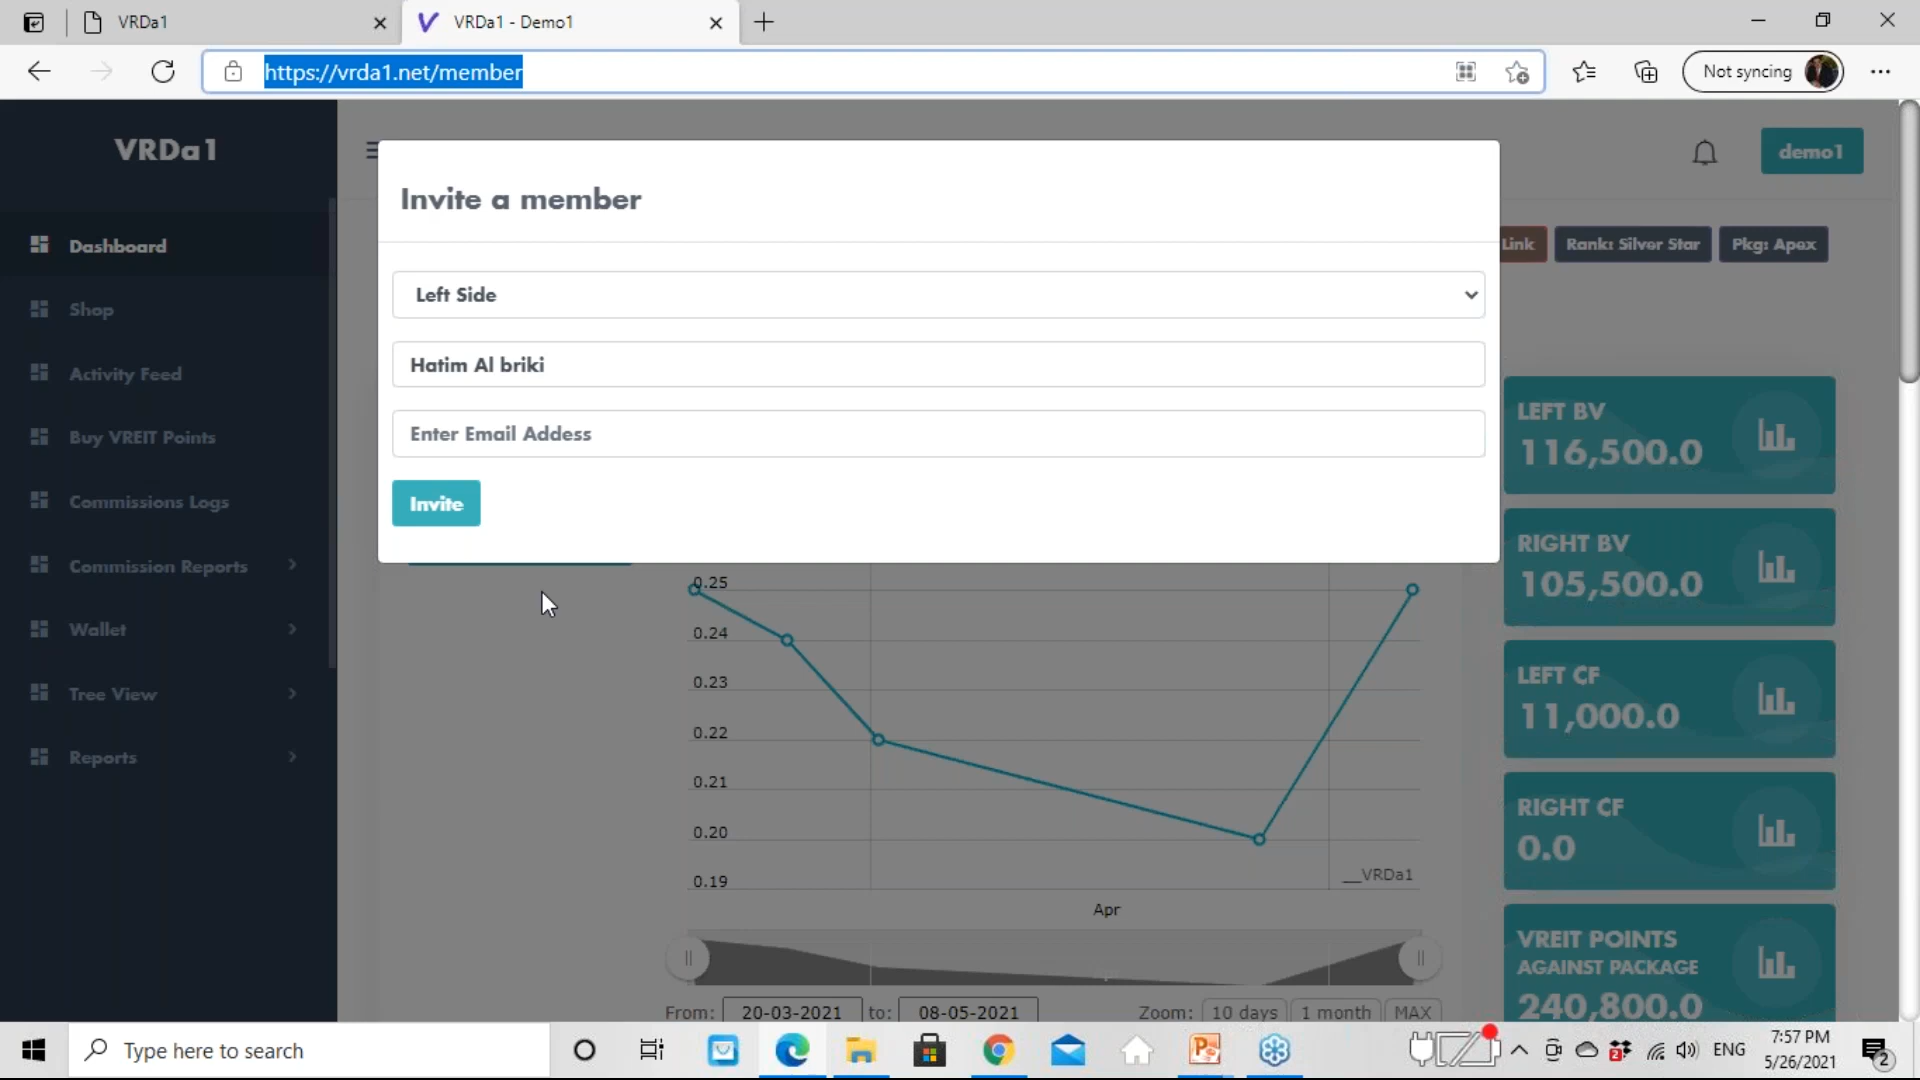 VRDa1
VRDa1 - Demo1
https://vrda1.net/member
Not syncing
VRDa1
Dashboard
Shop
Activity Feed
Buy VREIT Points
Commissions Logs
Commission Reports
Wallet
Tree View
Reports
demo1
Link
Rank: Silver Star
Pkg: Apex
Invite a member
Left Side
Hatim Al briki
Enter Email Addess
Invite
LEFT BV
116,500.0
RIGHT BV
105,500.0
LEFT CF
11,000.0
RIGHT CF
0.0
VREIT POINTS
AGAINST PACKAGE
240,800.0
0.25
0.24
0.23
0.22
0.21
0.20
0.19
VRDa1
Apr
From: 20-03-2021 to: 08-05-2021
Zoom: 10 days 1 month MAX
Type here to search
ENG
7:57 PM
5/26/2021
2
2